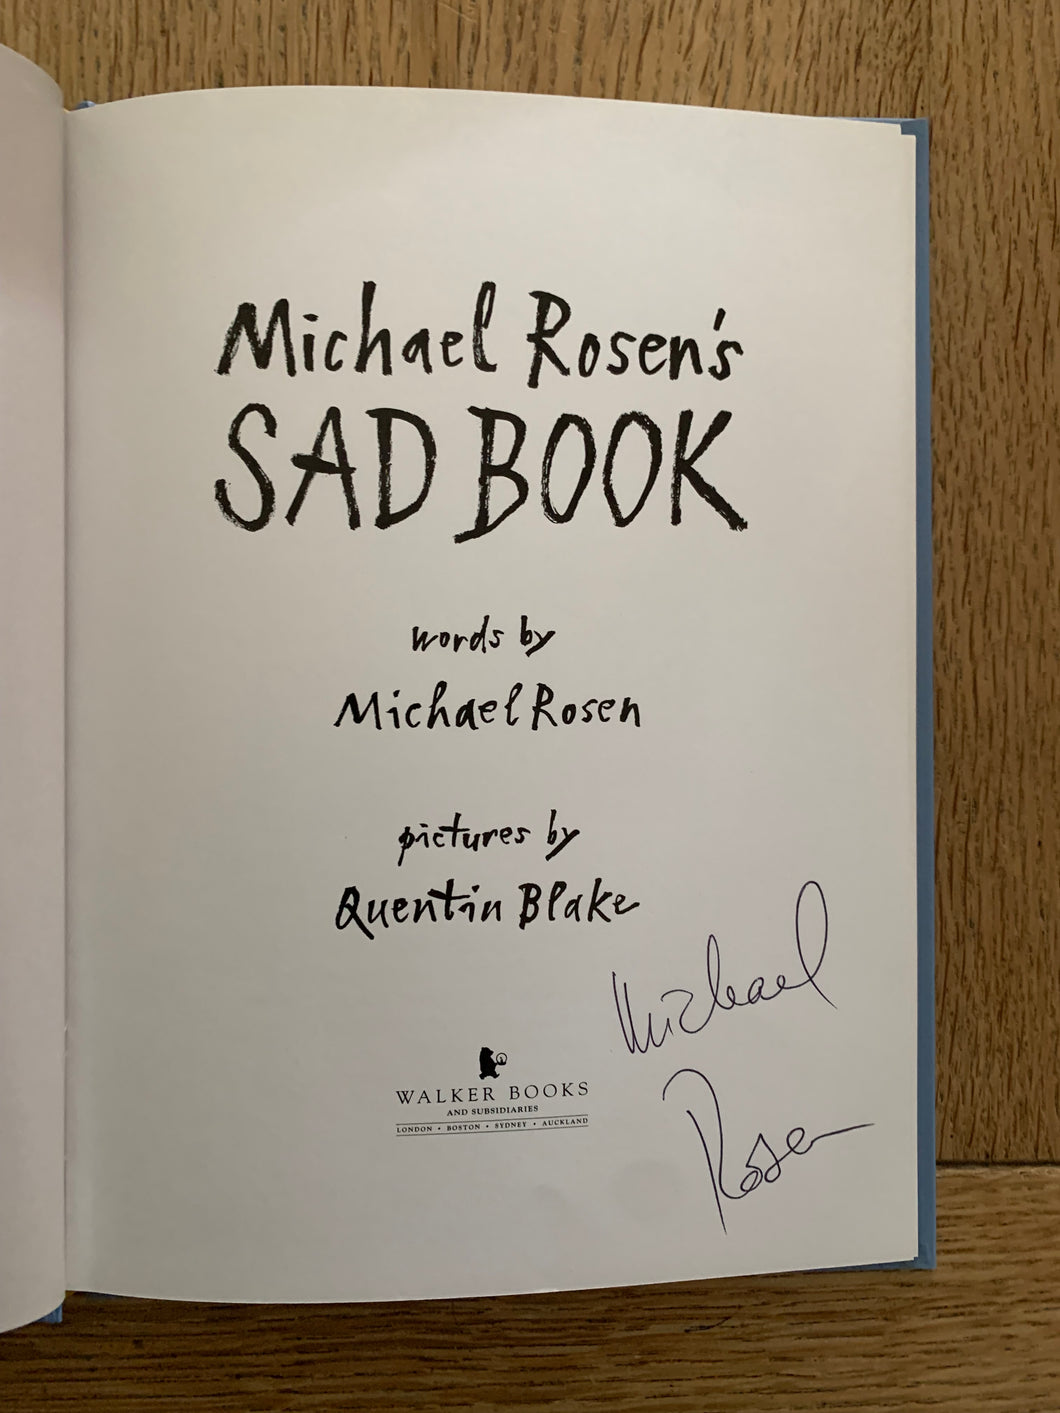 Michael Rosen's
SAD BOOK
words by
Michael Rosen
pictures by
Quentin Blake
Michael
Rosen
WALKER BOOKS
AND SUBSIDIARIES
LONDON • BOSTON • SYDNEY • AUCKLAND